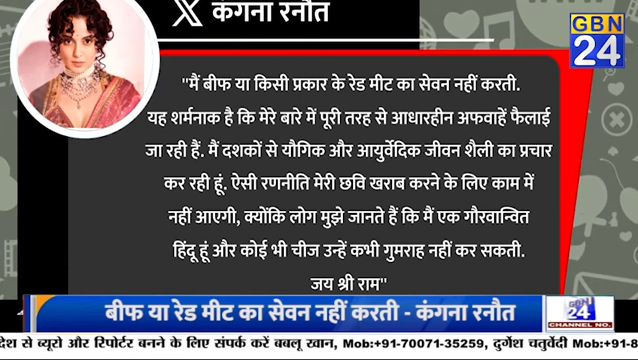 X कंगना रनौत
GBN
24
"मैं बीफ या किसी प्रकार के रेड मीट का सेवन नहीं करती.
यह शर्मनाक है कि मेरे बारे में पूरी तरह से आधारहीन अफवाहें फैलाई
जा रही हैं. मैं दशकों से यौगिक और आयुर्वेदिक जीवन शैली का प्रचार
कर रही हूं. ऐसी रणनीति मेरी छवि खराब करने के लिए काम में
नहीं आएगी, क्योंकि लोग मुझे जानते हैं कि मैं एक गौरवान्वित
हिंदू हूं और कोई भी चीज उन्हें कभी गुमराह नहीं कर सकती.
जय श्री राम"
बीफ या रेड मीट का सेवन नहीं करती - कंगना रनौत
GBN
24
CHANNEL NO.
देश से ब्यूरो और रिपोर्टर बनने के लिए संपर्क करें बबलू खान, Mob:+91-70071-35259, दुर्गेश चतुर्वेदी Mob:+91-8